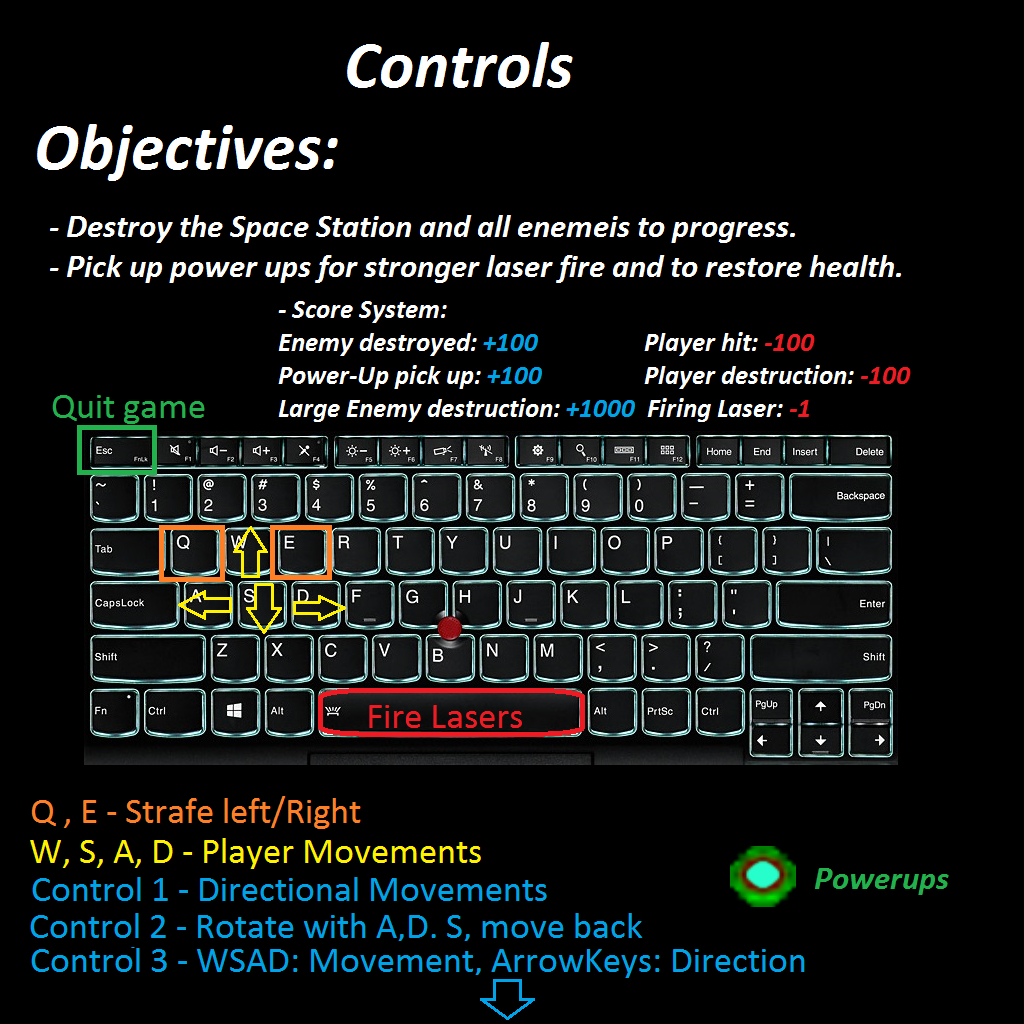 Controls
Objectives:
- Destroy the Space Station and all enemeis to progress.
- Pick up power ups for stronger laser fire and to restore health.
- Score System:
Enemy destroyed: +100 Player hit: -100
Power-Up pick up: +100 Player destruction: -100
Large Enemy destruction: +1000 Firing Laser: -1
Quit game
Esc FnLk F1 F2 F3 F4 F5 F6 F7 F8 F9 F10 F11 F12 Home End Insert Delete
~ ` ! 1 @ 2 # 3 $ 4 % 5 ^ 6 & 7 * 8 ( 9 ) 0 — - + = Backspace
Tab Q W E R T Y U I O P { [ } ] | \
CapsLock A S D F G H J K L : ; " ' Enter
Shift Z X C V B N M < , > . ? / Shift
Fn Ctrl Alt Fire Lasers Alt PrtSc Ctrl PgUp PgDn
Q , E - Strafe left/Right
W, S, A, D - Player Movements
Powerups
Control 1 - Directional Movements
Control 2 - Rotate with A,D. S, move back
Control 3 - WSAD: Movement, ArrowKeys: Direction